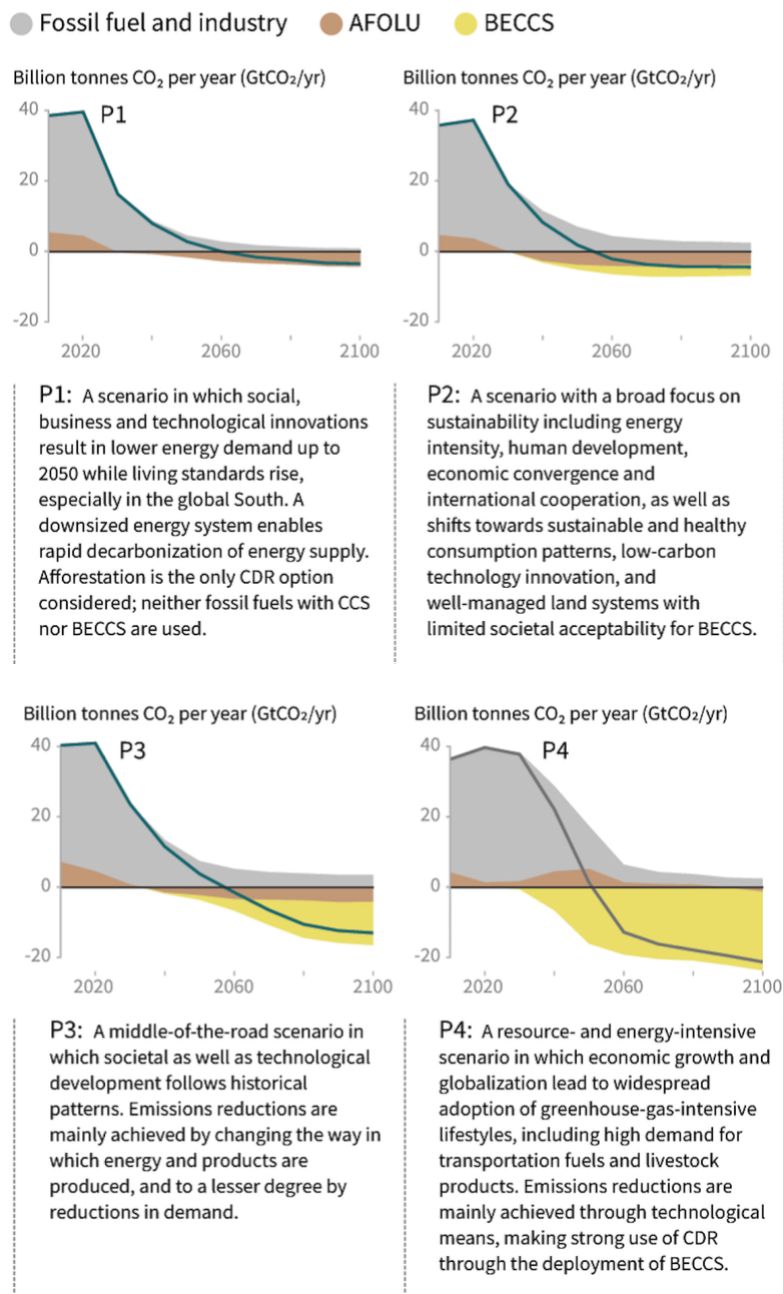 Fossil fuel and industry AFOLU BECCS
Billion tonnes CO₂ per year (GtCO₂/yr)
40
P1
20
0
-20
2020 2060 2100
Billion tonnes CO₂ per year (GtCO₂/yr)
40
P2
20
0
-20
2020 2060 2100
P1: A scenario in which social,
business and technological innovations
result in lower energy demand up to
2050 while living standards rise,
especially in the global South. A
downsized energy system enables
rapid decarbonization of energy supply.
Afforestation is the only CDR option
considered; neither fossil fuels with CCS
nor BECCS are used.
P2: A scenario with a broad focus on
sustainability including energy
intensity, human development,
economic convergence and
international cooperation, as well as
shifts towards sustainable and healthy
consumption patterns, low-carbon
technology innovation, and
well-managed land systems with
limited societal acceptability for BECCS.
Billion tonnes CO₂ per year (GtCO₂/yr)
40
P3
20
0
-20
2020 2060 2100
Billion tonnes CO₂ per year (GtCO₂/yr)
40
P4
20
0
-20
2020 2060 2100
P3: A middle-of-the-road scenario in
which societal as well as technological
development follows historical
patterns. Emissions reductions are
mainly achieved by changing the way in
which energy and products are
produced, and to a lesser degree by
reductions in demand.
P4: A resource- and energy-intensive
scenario in which economic growth and
globalization lead to widespread
adoption of greenhouse-gas-intensive
lifestyles, including high demand for
transportation fuels and livestock
products. Emissions reductions are
mainly achieved through technological
means, making strong use of CDR
through the deployment of BECCS.